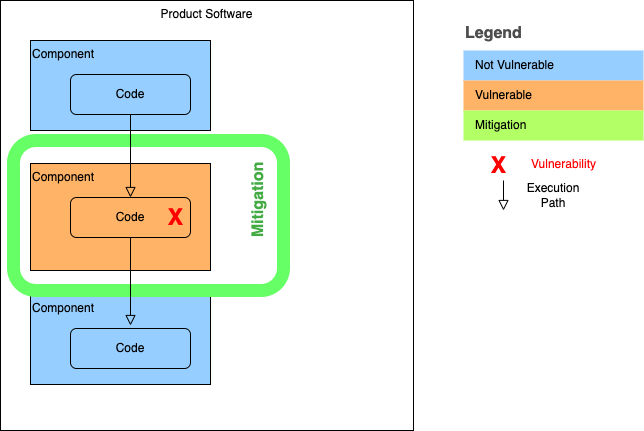 Product Software
Component
Code
Component
Code
X
Mitigation
Component
Code
Legend
Not Vulnerable
Vulnerable
Mitigation
X Vulnerability
Execution
Path